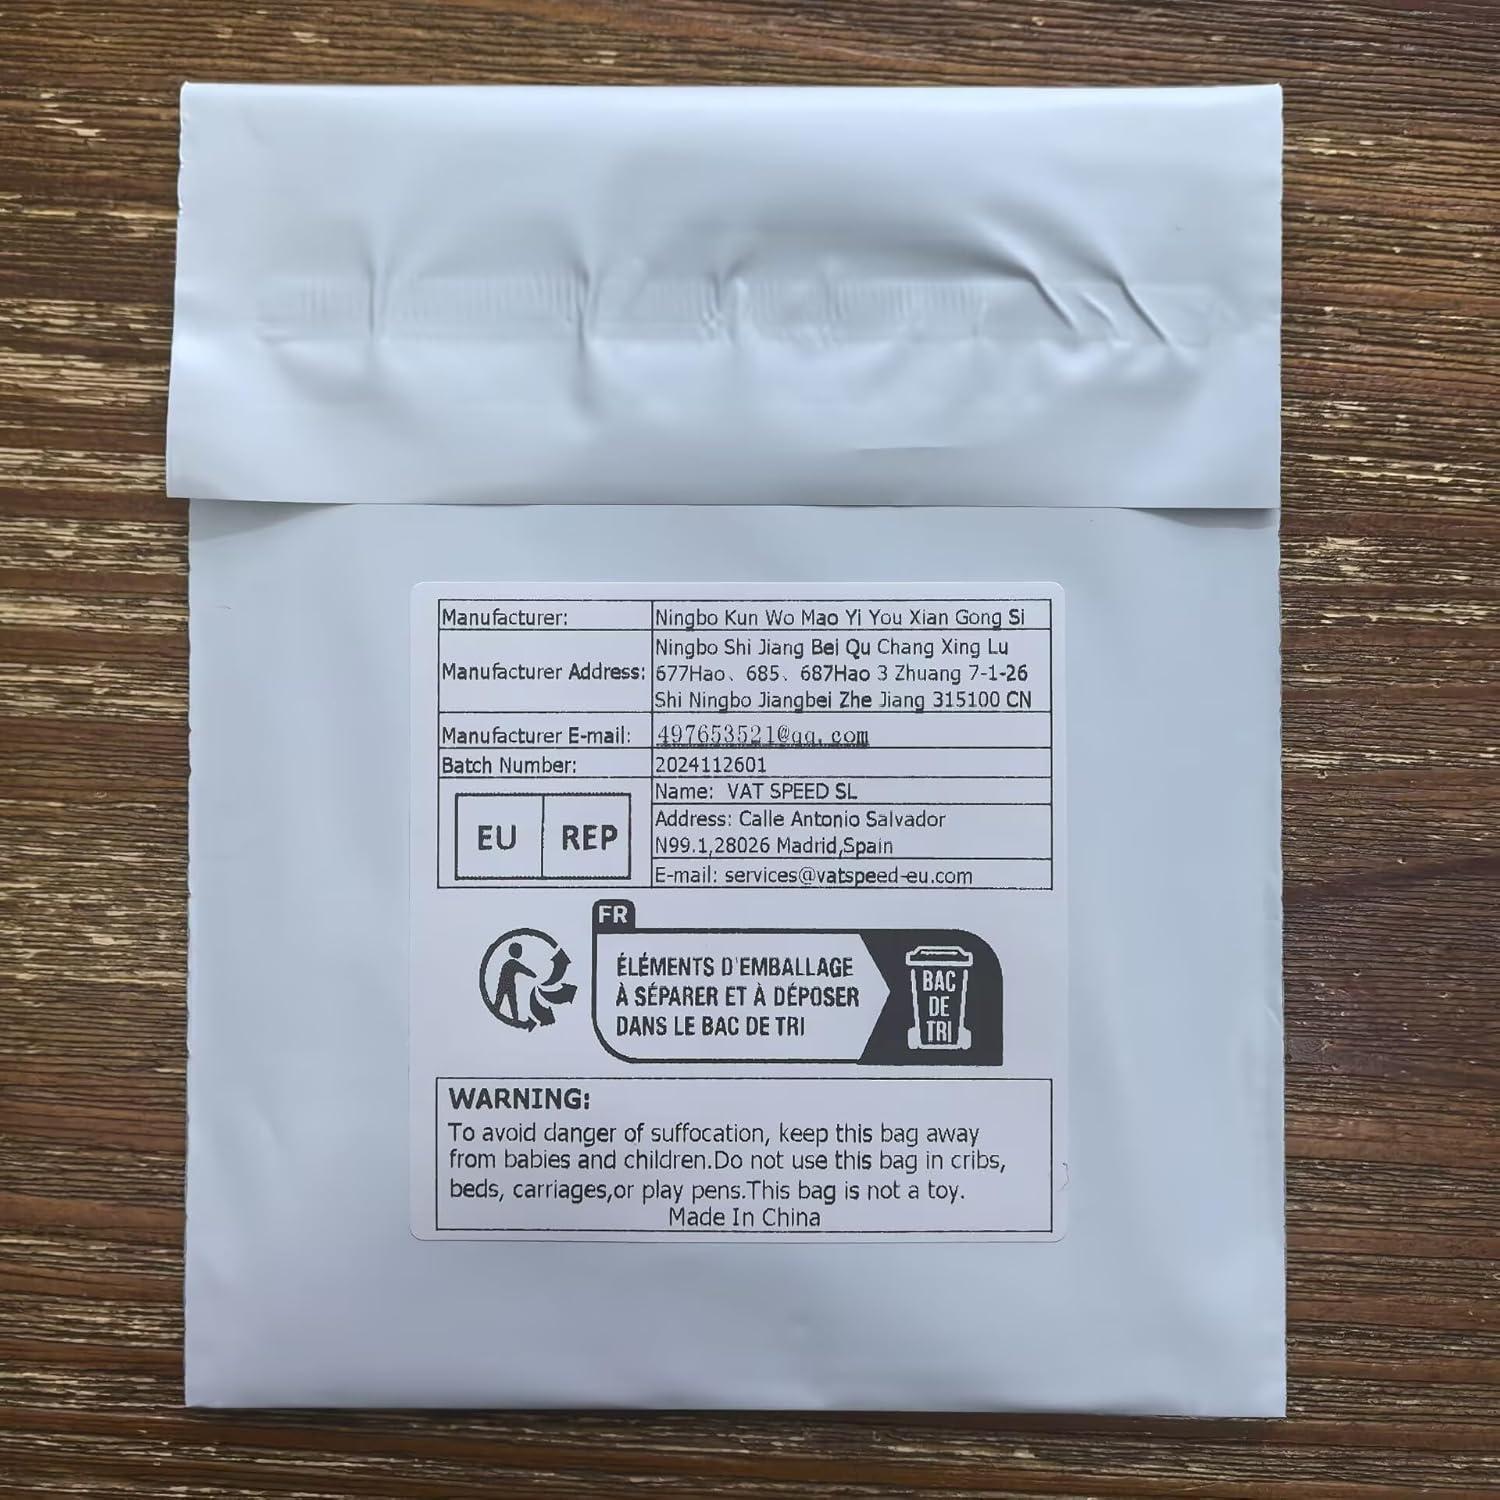 Manufacturer: Ningbo Kun Wo Mao Yi You Xian Gong Si
Manufacturer Address: Ningbo Shi Jiang Bei Qu Chang Xing Lu
677Hao、685、687Hao 3 Zhuang 7-1-26
Shi Ningbo Jiangbei Zhe Jiang 315100 CN
Manufacturer E-mail: 497653521@qq.com
Batch Number: 2024112601
EU REP
Name: VAT SPEED SL
Address: Calle Antonio Salvador
N99.1,28026 Madrid,Spain
E-mail: services@vatspeed-eu.com
FR
ÉLÉMENTS D'EMBALLAGE
À SÉPARER ET À DÉPOSER
DANS LE BAC DE TRI
BAC
DE
TRI
WARNING:
To avoid danger of suffocation, keep this bag away
from babies and children.Do not use this bag in cribs,
beds, carriages,or play pens.This bag is not a toy.
Made In China